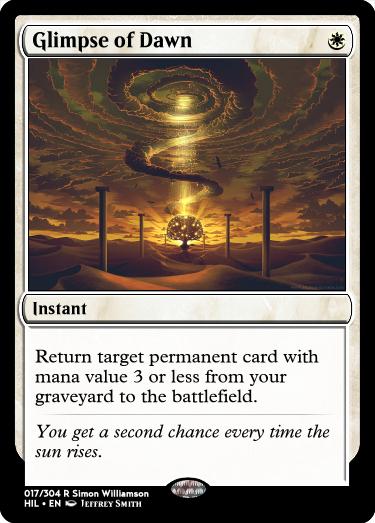 Glimpse of Dawn
Instant
Return target permanent card with
mana value 3 or less from your
graveyard to the battlefield.
You get a second chance every time the
sun rises.
017/304 R Simon Williamson
HIL • EN Jeffrey Smith